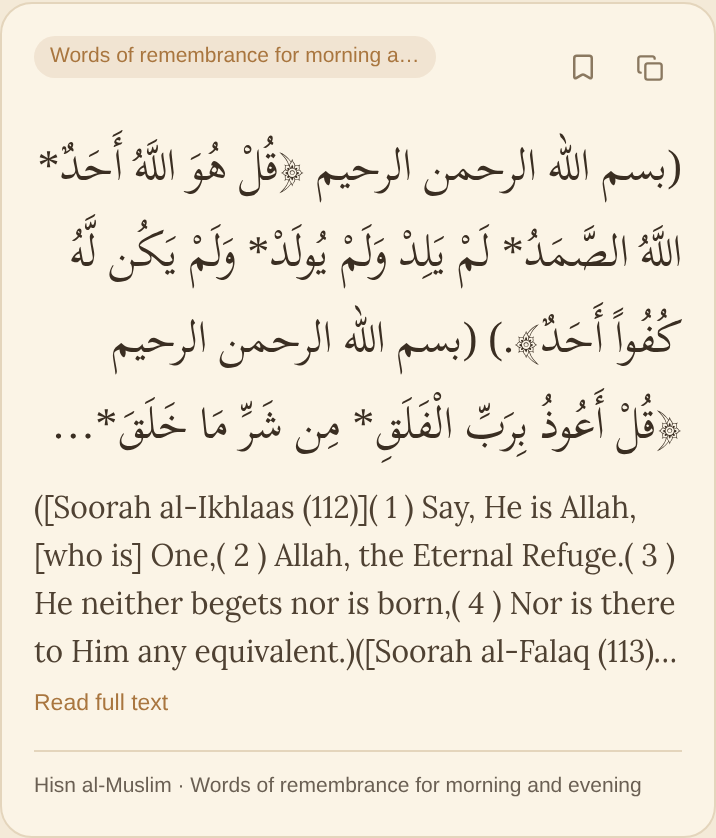 Words of remembrance for morning a…
(بسم الله الرحمن الرحيم ﴿قُلْ هُوَ اللَّهُ أَحَدٌ*
اللَّهُ الصَّمَدُ* لَمْ يَلِدْ وَلَمْ يُولَدْ* وَلَمْ يَكُن لَّهُ
كُفُواً أَحَدٌ﴾.) (بسم الله الرحمن الرحيم
﴿قُلْ أَعُوذُ بِرَبِّ الْفَلَقِ* مِن شَرِّ مَا خَلَقَ*…
([Soorah al-Ikhlaas (112)]( 1 ) Say, He is Allah,
[who is] One,( 2 ) Allah, the Eternal Refuge.( 3 )
He neither begets nor is born,( 4 ) Nor is there
to Him any equivalent.)([Soorah al-Falaq (113)…
Read full text
Hisn al-Muslim · Words of remembrance for morning and evening